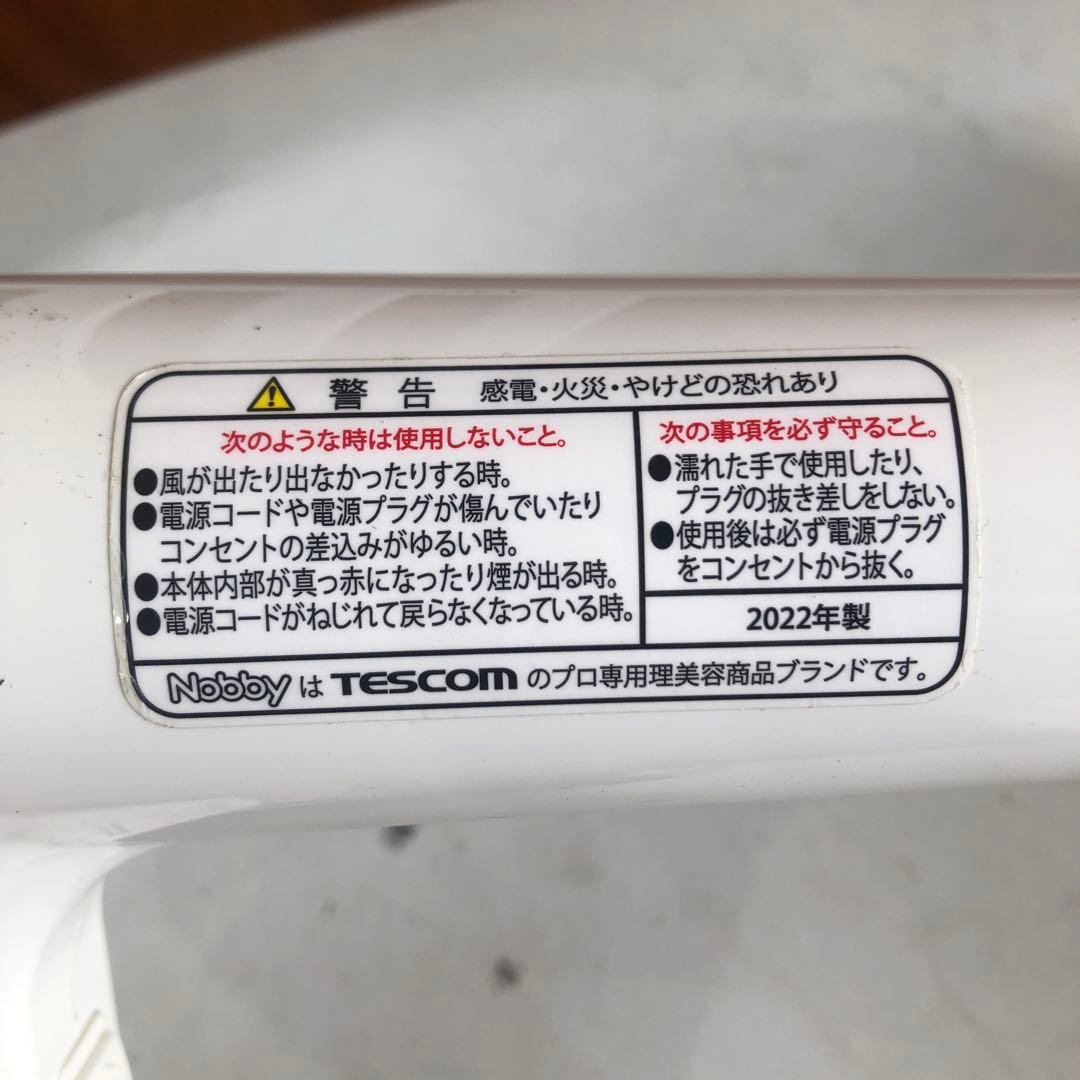 警告 感電・火災・やけどの恐れあり
次のような時は使用しないこと。
●風が出たり出なかったりする時。
●電源コードや電源プラグが傷んでいたり
コンセントの差込みがゆるい時。
●本体内部が真っ赤になったり煙が出る時。
●電源コードがねじれて戻らなくなっている時。
次の事項を必ず守ること。
●濡れた手で使用したり、
プラグの抜き差しをしない。
●使用後は必ず電源プラグ
をコンセントから抜く。
2022年製
Nobby は TESCOM のプロ専用理美容商品ブランドです。